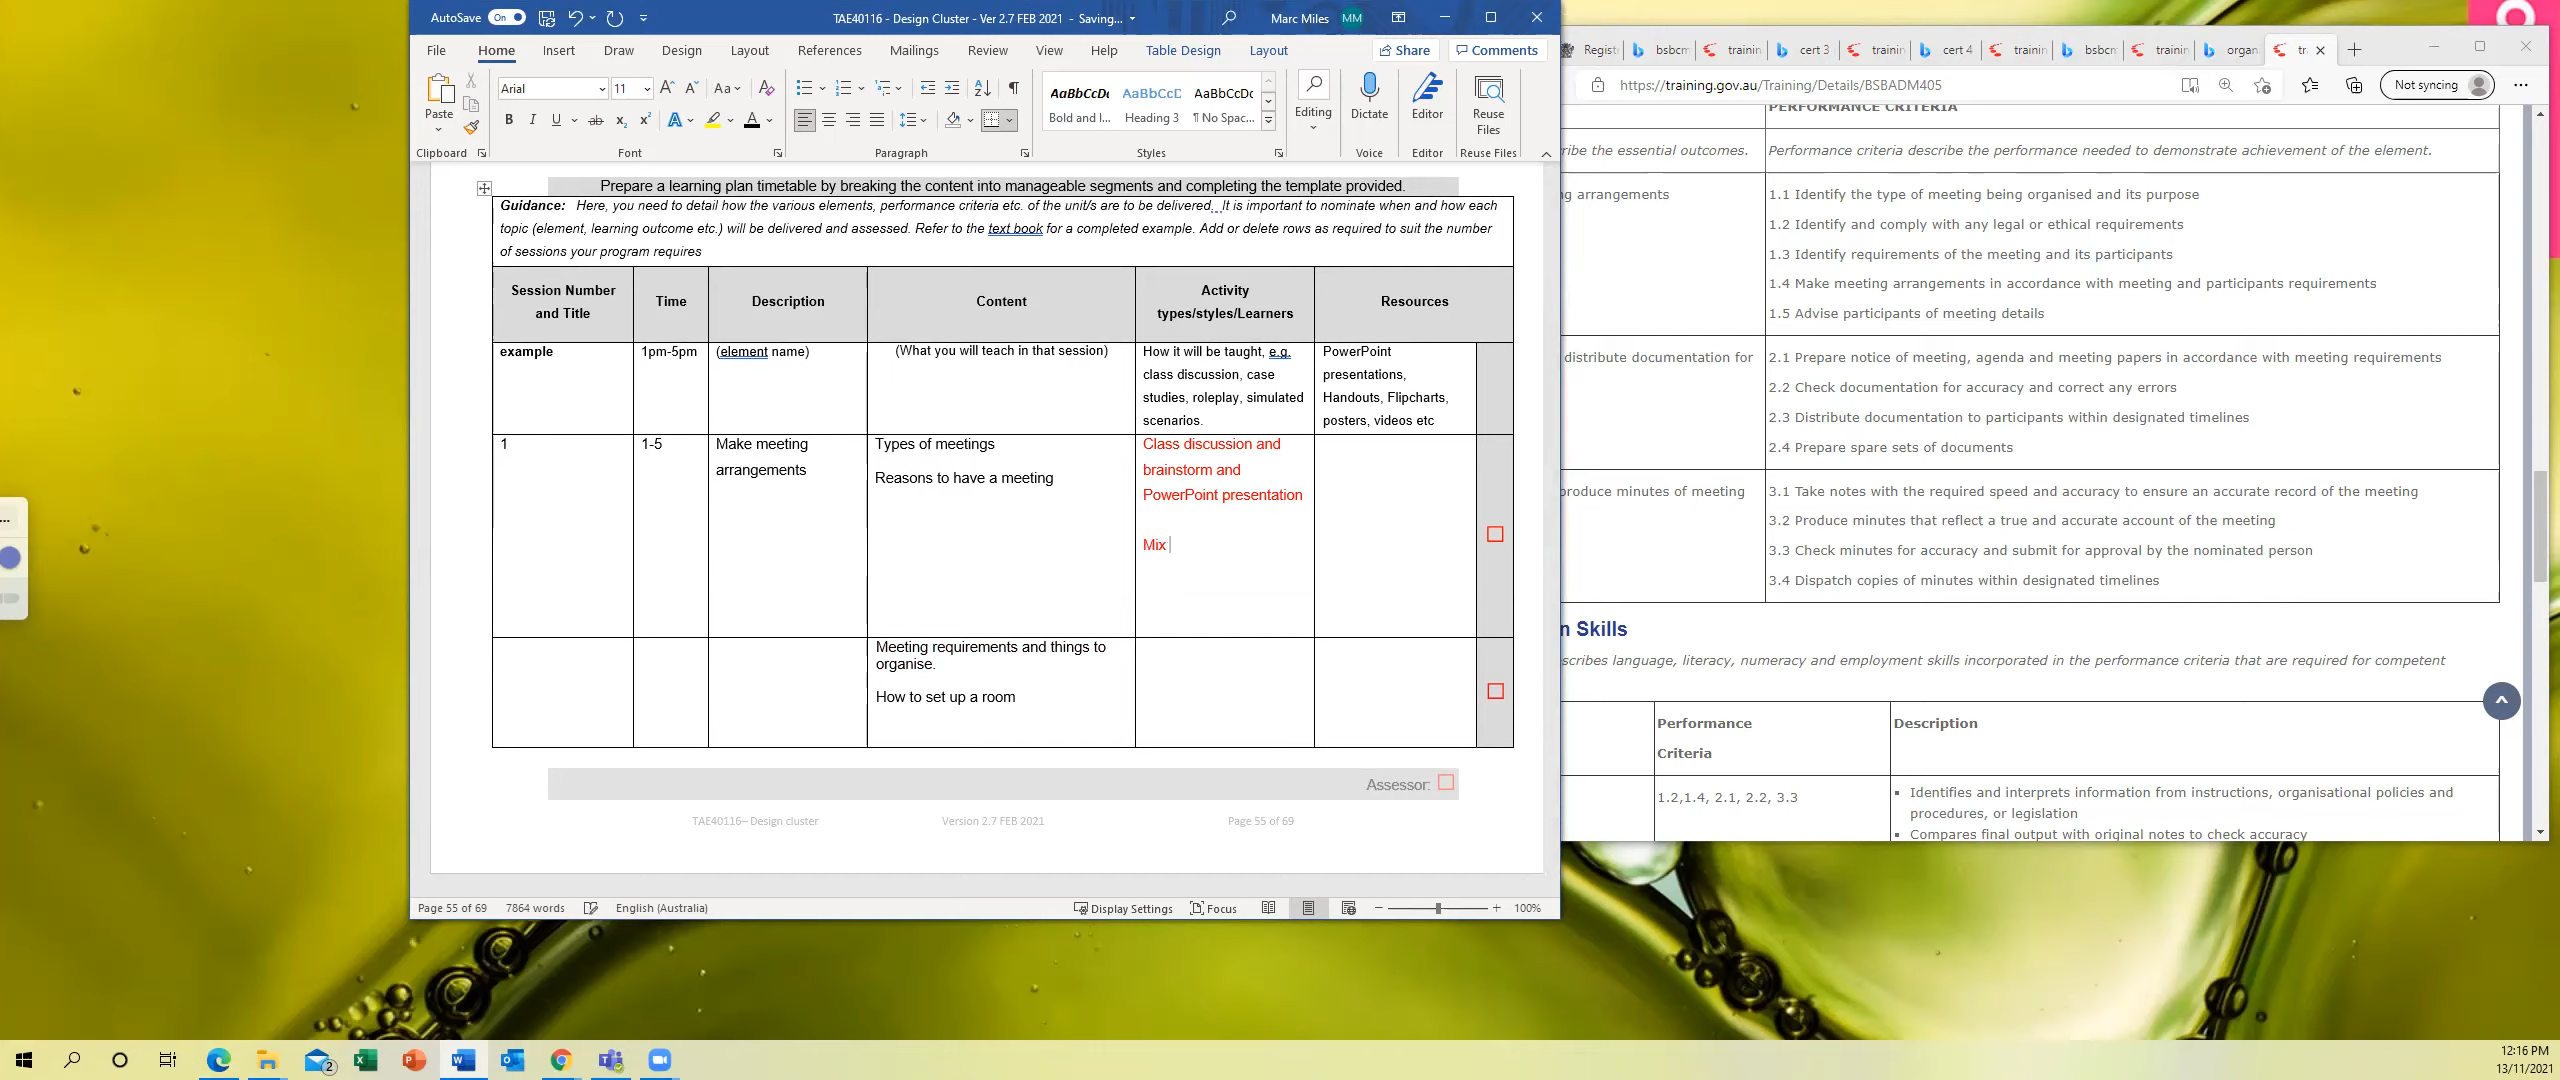 AutoSave On TAE40116 - Design Cluster - Ver 2.7 FEB 2021 - Saving... Marc Miles MM
File Home Insert Draw Design Layout References Mailings Review View Help Table Design Layout Share Comments
Paste
Clipboard
Arial 11
Font
Paragraph
AaBbCcDc AaBbCcD AaBbCcDc
Bold and I... Heading 3 ¶ No Spac...
Styles
Editing
Dictate
Voice
Editor
Editor
Reuse
Files
Reuse Files
Prepare a learning plan timetable by breaking the content into manageable segments and completing the template provided.
Guidance: Here, you need to detail how the various elements, performance criteria etc. of the unit/s are to be delivered. It is important to nominate when and how each
topic (element, learning outcome etc.) will be delivered and assessed. Refer to the text book for a completed example. Add or delete rows as required to suit the number
of sessions your program requires
Session Number
and Title
Time
Description
Content
Activity
types/styles/Learners
Resources
example
1pm-5pm
(element name)
(What you will teach in that session)
How it will be taught, e.g.
class discussion, case
studies, roleplay, simulated
scenarios.
PowerPoint
presentations,
Handouts, Flipcharts,
posters, videos etc
1
1-5
Make meeting
arrangements
Types of meetings
Reasons to have a meeting
Class discussion and
brainstorm and
PowerPoint presentation
Mix
Meeting requirements and things to
organise.
How to set up a room
Assessor:
TAE40116– Design cluster Version 2.7 FEB 2021 Page 55 of 69
Page 55 of 69 7864 words English (Australia) Display Settings Focus 100%
Regist bsbcm trainin cert 3 trainin cert 4 trainin bsbcm trainin organ tr
https://training.gov.au/Training/Details/BSBADM405
Not syncing
PERFORMANCE CRITERIA
ribe the essential outcomes.
Performance criteria describe the performance needed to demonstrate achievement of the element.
ng arrangements
1.1 Identify the type of meeting being organised and its purpose
1.2 Identify and comply with any legal or ethical requirements
1.3 Identify requirements of the meeting and its participants
1.4 Make meeting arrangements in accordance with meeting and participants requirements
1.5 Advise participants of meeting details
distribute documentation for
2.1 Prepare notice of meeting, agenda and meeting papers in accordance with meeting requirements
2.2 Check documentation for accuracy and correct any errors
2.3 Distribute documentation to participants within designated timelines
2.4 Prepare spare sets of documents
produce minutes of meeting
3.1 Take notes with the required speed and accuracy to ensure an accurate record of the meeting
3.2 Produce minutes that reflect a true and accurate account of the meeting
3.3 Check minutes for accuracy and submit for approval by the nominated person
3.4 Dispatch copies of minutes within designated timelines
n Skills
scribes language, literacy, numeracy and employment skills incorporated in the performance criteria that are required for competent
Performance
Criteria
Description
1.2,1.4, 2.1, 2.2, 3.3
Identifies and interprets information from instructions, organisational policies and
procedures, or legislation
Compares final output with original notes to check accuracy
2
12:16 PM
13/11/2021